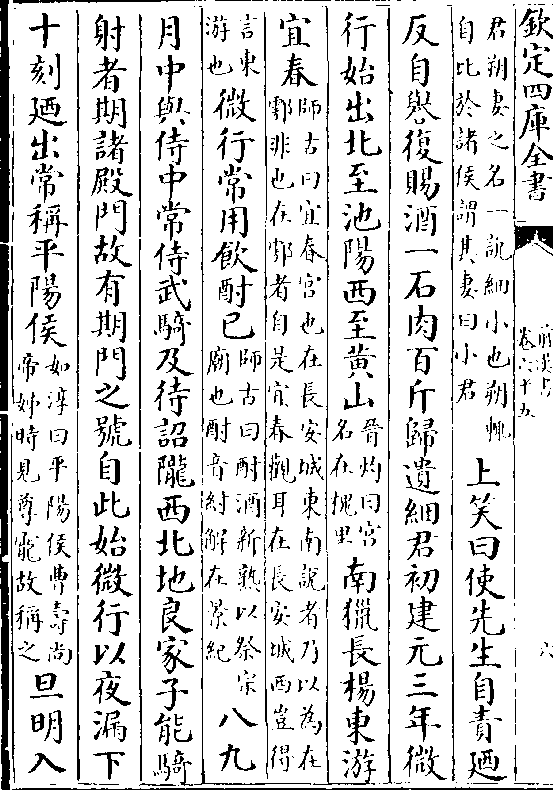 欽定四庫全書
前漢書
卷六十五
六
君朔妻之名一說細小也朔輒
自比於諸侯謂其妻曰小君
上笑曰使先生自責廼
反自譽復賜酒一石肉百斤歸遺細君初建元三年微
行始出北至池陽西至黄山
晉灼曰宫
名在槐里
南獵長楊東游
宜春
師古曰宜春宮也在長安城東南說者乃以為在
鄠非也在鄠者自是宜春觀耳在長安城西豈得
言東
游也
微行常用飲酎已
師古曰酎酒新熟以祭宗
廟也酎音紂解在景紀
八九
月中與侍中常侍武騎及待詔隴西北地良家子能騎
射者期諸殿門故有期門之號自此始微行以夜漏下
十刻廼出常稱平陽侯
如淳曰平陽侯曹壽尚
帝姊時見尊寵故稱之
旦明入